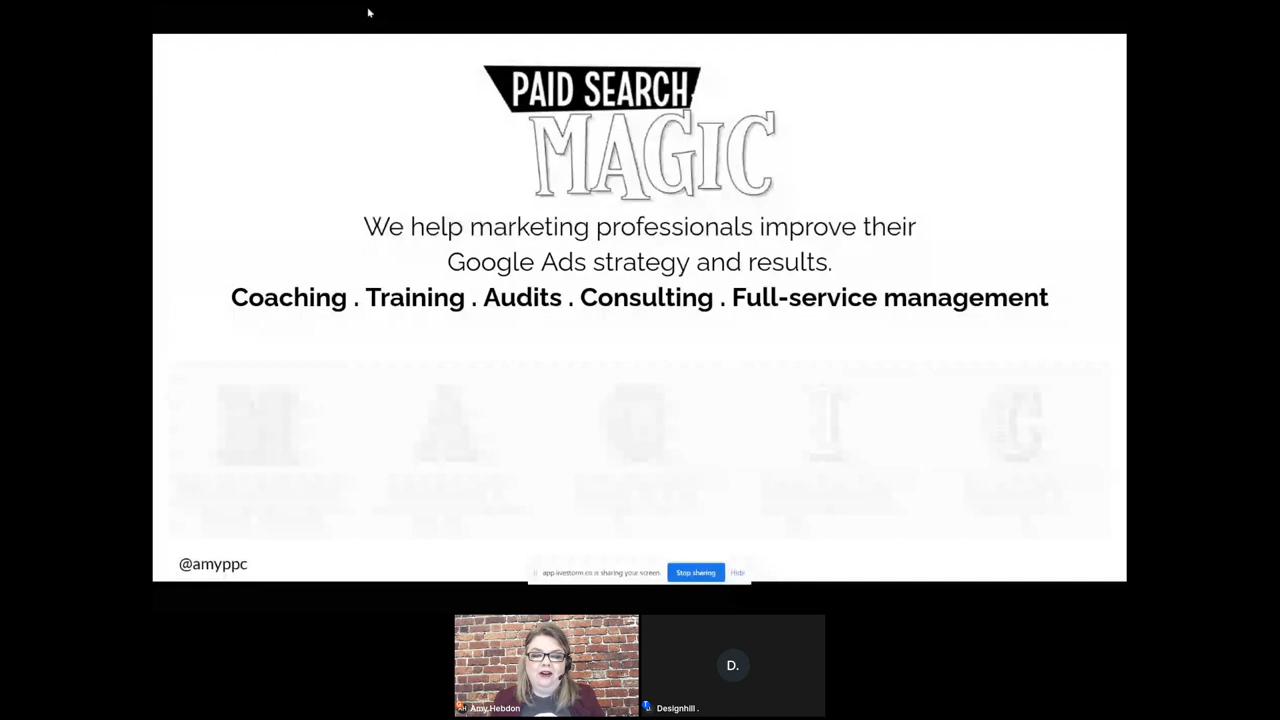 PAID SEARCH
MAGIC
We help marketing professionals improve their
Google Ads strategy and results.
Coaching . Training . Audits . Consulting . Full-service management
M A G I C
@amyppc
app.livestorm.co is sharing your screen.
Stop sharing
Hide
D.
AH
Amy Hebdon
Designhill .